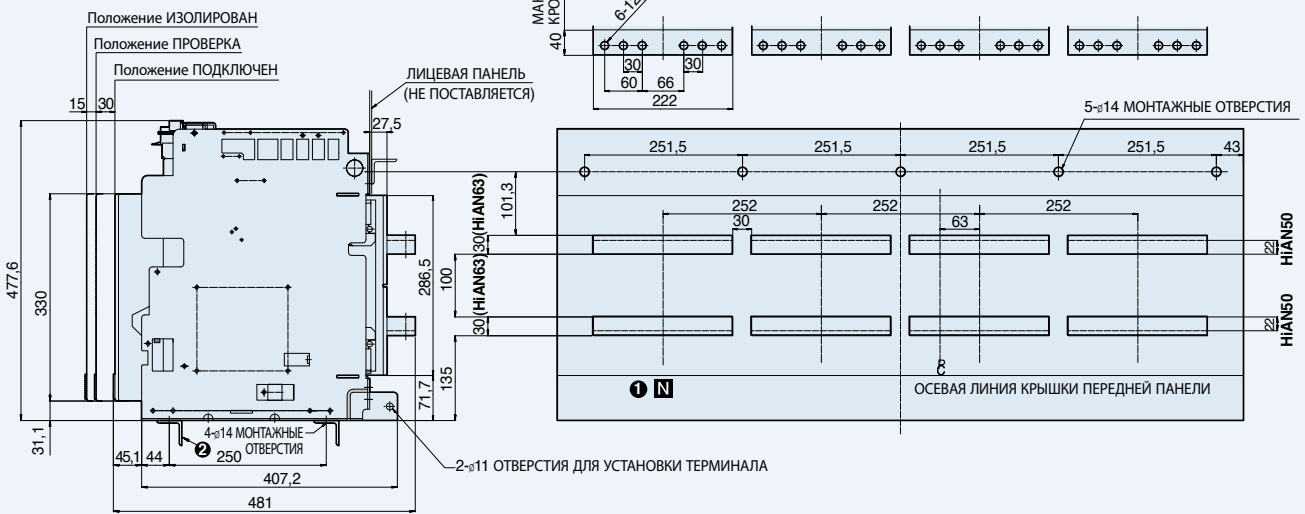 Положение ИЗОЛИРОВАН
Положение ПРОВЕРКА
Положение ПОДКЛЮЧЕН
15 30
ЛИЦЕВАЯ ПАНЕЛЬ
(НЕ ПОСТАВЛЯЕТСЯ)
27,5
477,6
330
31,1
286,5
71,7
4-ø14 МОНТАЖНЫЕ
ОТВЕРСТИЯ
2
45,1 44 250
407,2
481
2-ø11 ОТВЕРСТИЯ ДЛЯ УСТАНОВКИ ТЕРМИНАЛА
40
30 30
60 66
222
5-ø14 МОНТАЖНЫЕ ОТВЕРСТИЯ
251,5 251,5 251,5 251,5 43
101,3
252 252 252
30 63
30(HiAN63)
100
30(HiAN63)
135
22 HiAN50
22 HiAN50
1 N
ОСЕВАЯ ЛИНИЯ КРЫШКИ ПЕРЕДНЕЙ ПАНЕЛИ